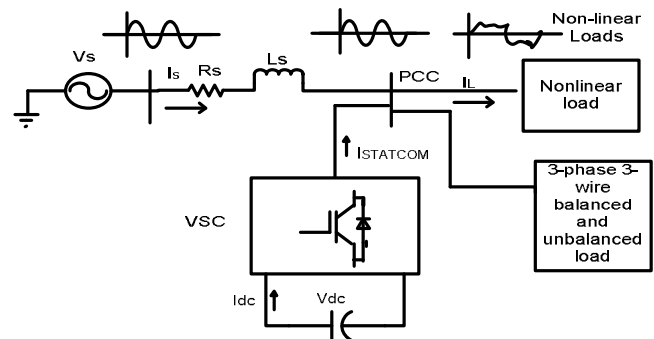 Non-linear
Loads
Vs
Is
Rs
Ls
PCC
IL
Nonlinear
load
ISTATCOM
VSC
3-phase 3-
wire
balanced
and
unbalanced
load
Idc
Vdc